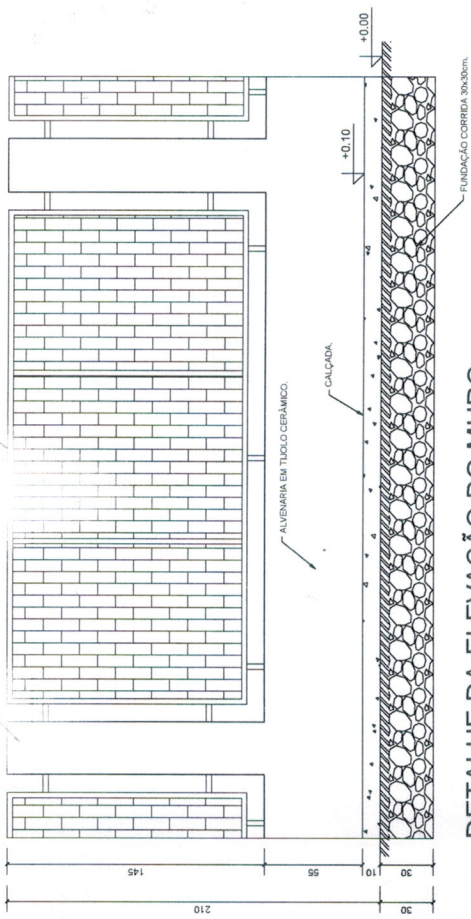 +0.00
+0.10
ALVENARIA EM TIJOLO CERÂMICO.
CALÇADA.
FUNDAÇÃO CORRIDA 30x30cm.
145
55
10
30
210
30
DETALHE DA ELEVAÇÃO DO MURO